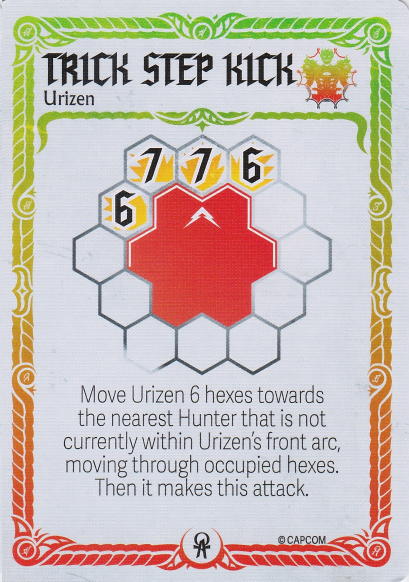 TRICK STEP KICK
Urizen
7 7 6
6
Move Urizen 6 hexes towards
the nearest Hunter that is not
currently within Urizen's front arc,
moving through occupied hexes.
Then it makes this attack.
© CAPCOM